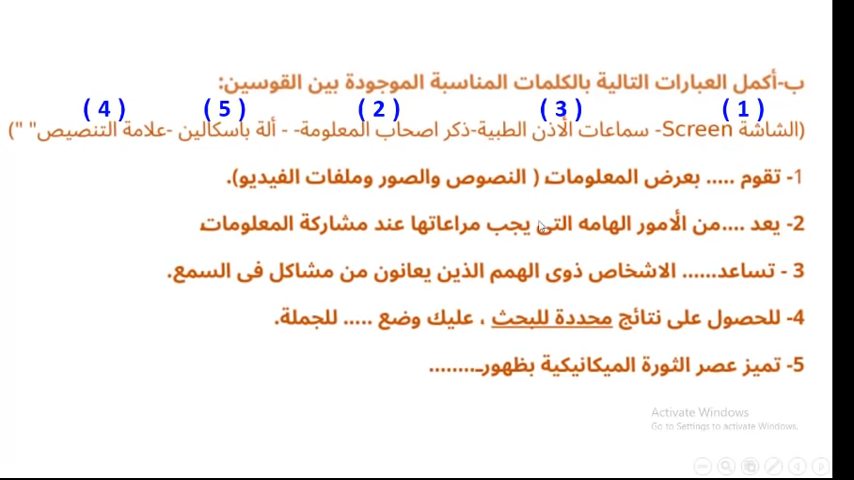 ب-أكمل العبارات التالية بالكلمات المناسبة الموجودة بين القوسين:
(1) (3) (2) (5) (4)
(الشاشة Screen- سماعات الأذن الطبية-ذكر اصحاب المعلومة- - ألة باسكالين -علامة التنصيص" ")
1- تقوم ..... بعرض المعلومات ( النصوص والصور وملفات الفيديو).
2- يعد ....من الأمور الهامه التى يجب مراعاتها عند مشاركة المعلومات
3 - تساعد...... الاشخاص ذوى الهمم الذين يعانون من مشاكل فى السمع.
4- للحصول على نتائج محددة للبحث ، عليك وضع ..... للجملة.
5- تميز عصر الثورة الميكانيكية بظهور........
Activate Windows
Go to Settings to activate Windows.